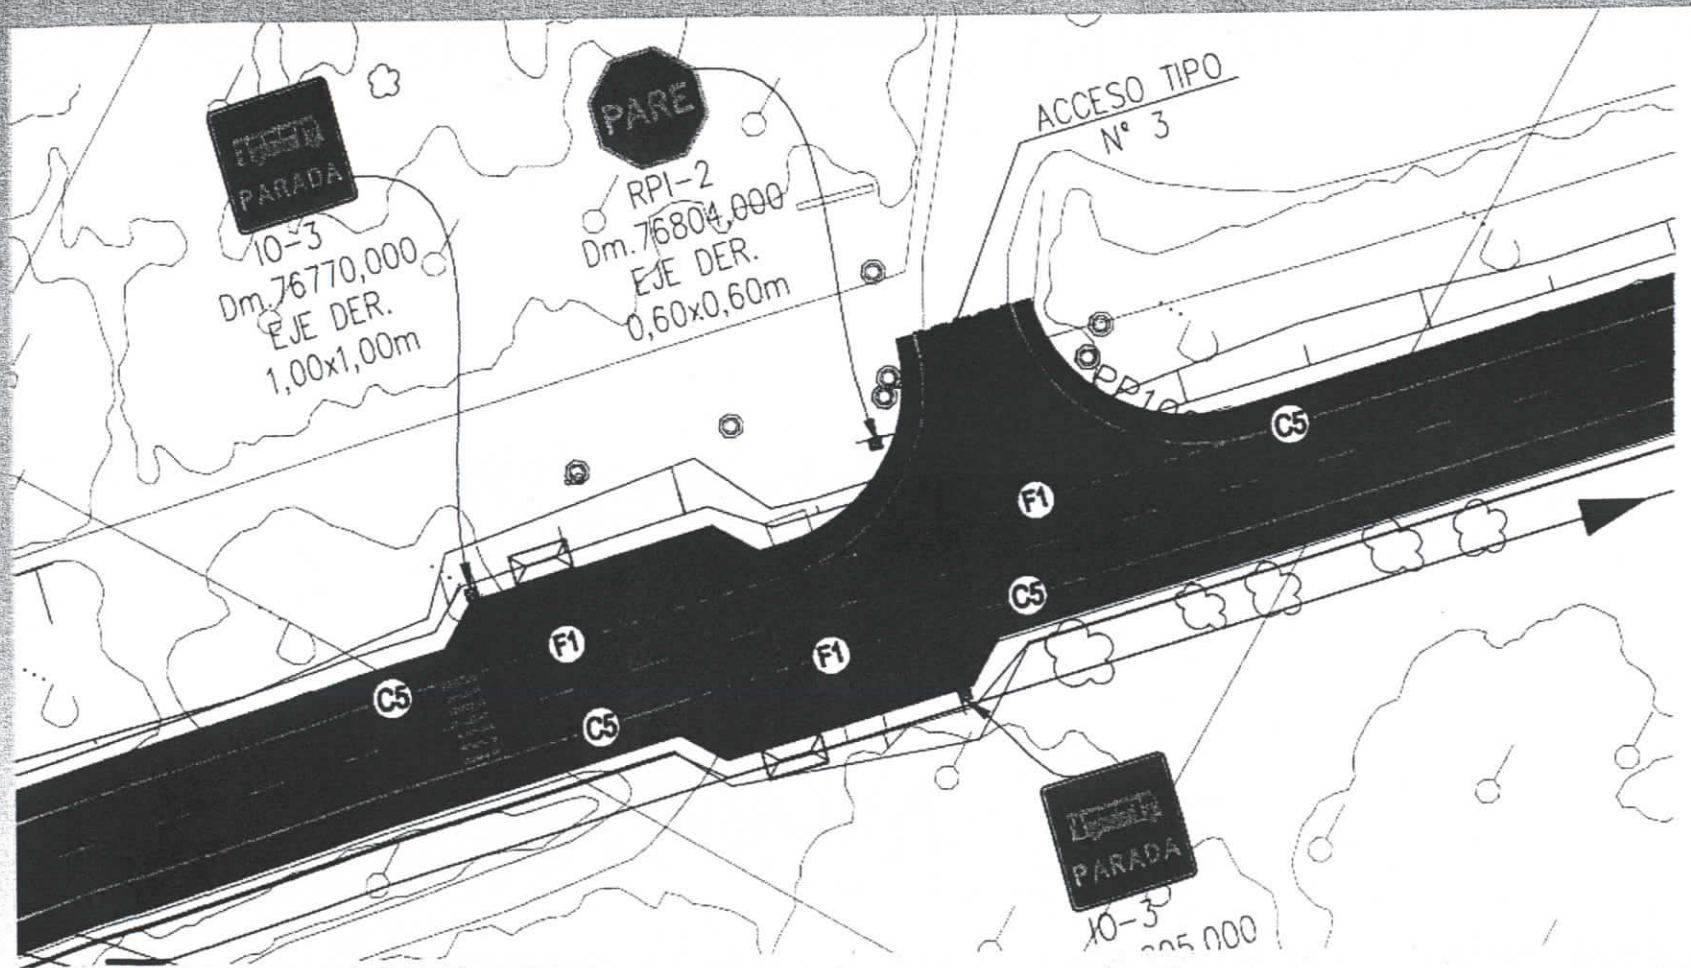 PARADA
IO-3
Dm.76770,000
EJE DER.
1,00x1,00m
PARE
RPI-2
Dm.76804,000
EJE DER.
0,60x0,60m
ACCESO TIPO
N° 3
C5
F1
C5
F1
F1
C5
C5
PARADA
IO-3